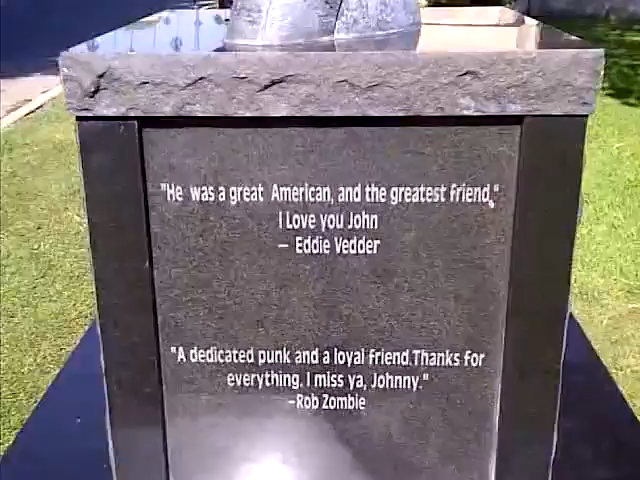 "He was a great American, and the greatest friend,"
I Love you John
– Eddie Vedder
"A dedicated punk and a loyal friend.Thanks for
everything. I miss ya, Johnny."
–Rob Zombie